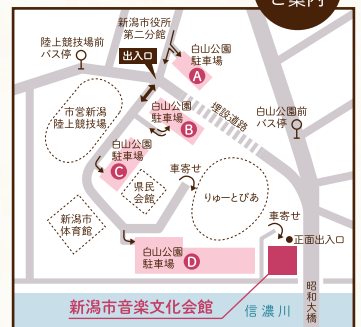 ご案内
新潟市役所
第二分館
陸上競技場前
バス停
出入口
白山公園
駐車場
A
市営新潟
陸上競技場
白山公園
駐車場
B
埋設道路
白山公園前
バス停
白山公園
駐車場
C
車寄せ
県民
会館
りゅーとぴあ
新潟市
体育館
車寄せ
正面出入口
白山公園
駐車場
D
新潟市音楽文化会館
信濃川
昭和大橋